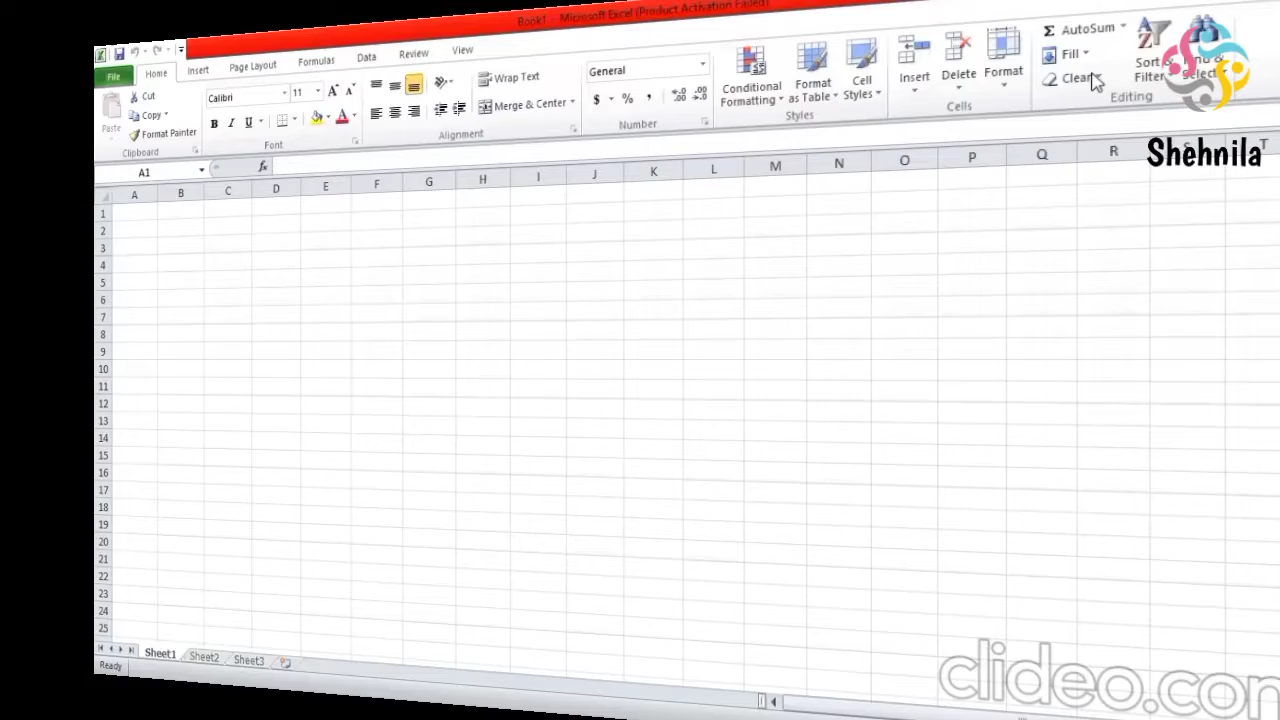 Book1 - Microsoft Excel (Product Activation Failed)
File Home Insert Page Layout Formulas Data Review View
Cut
Copy
Paste
Format Painter
Clipboard
Calibri 11
A A
B I U A
Font
Wrap Text
Merge & Center
Alignment
General
$ % ,
Number
Conditional Formatting
Format as Table
Cell Styles
Styles
Insert Delete Format
Cells
Σ AutoSum
Fill
Clear
Sort
Filter
Select
Editing
Shehnila
A1 fx
A B C D E F G H I J K L M N O P Q R S T
1
2
3
4
5
6
7
8
9
10
11
12
13
14
15
16
17
18
19
20
21
22
23
24
25
Sheet1 Sheet2 Sheet3
Ready
clideo.com